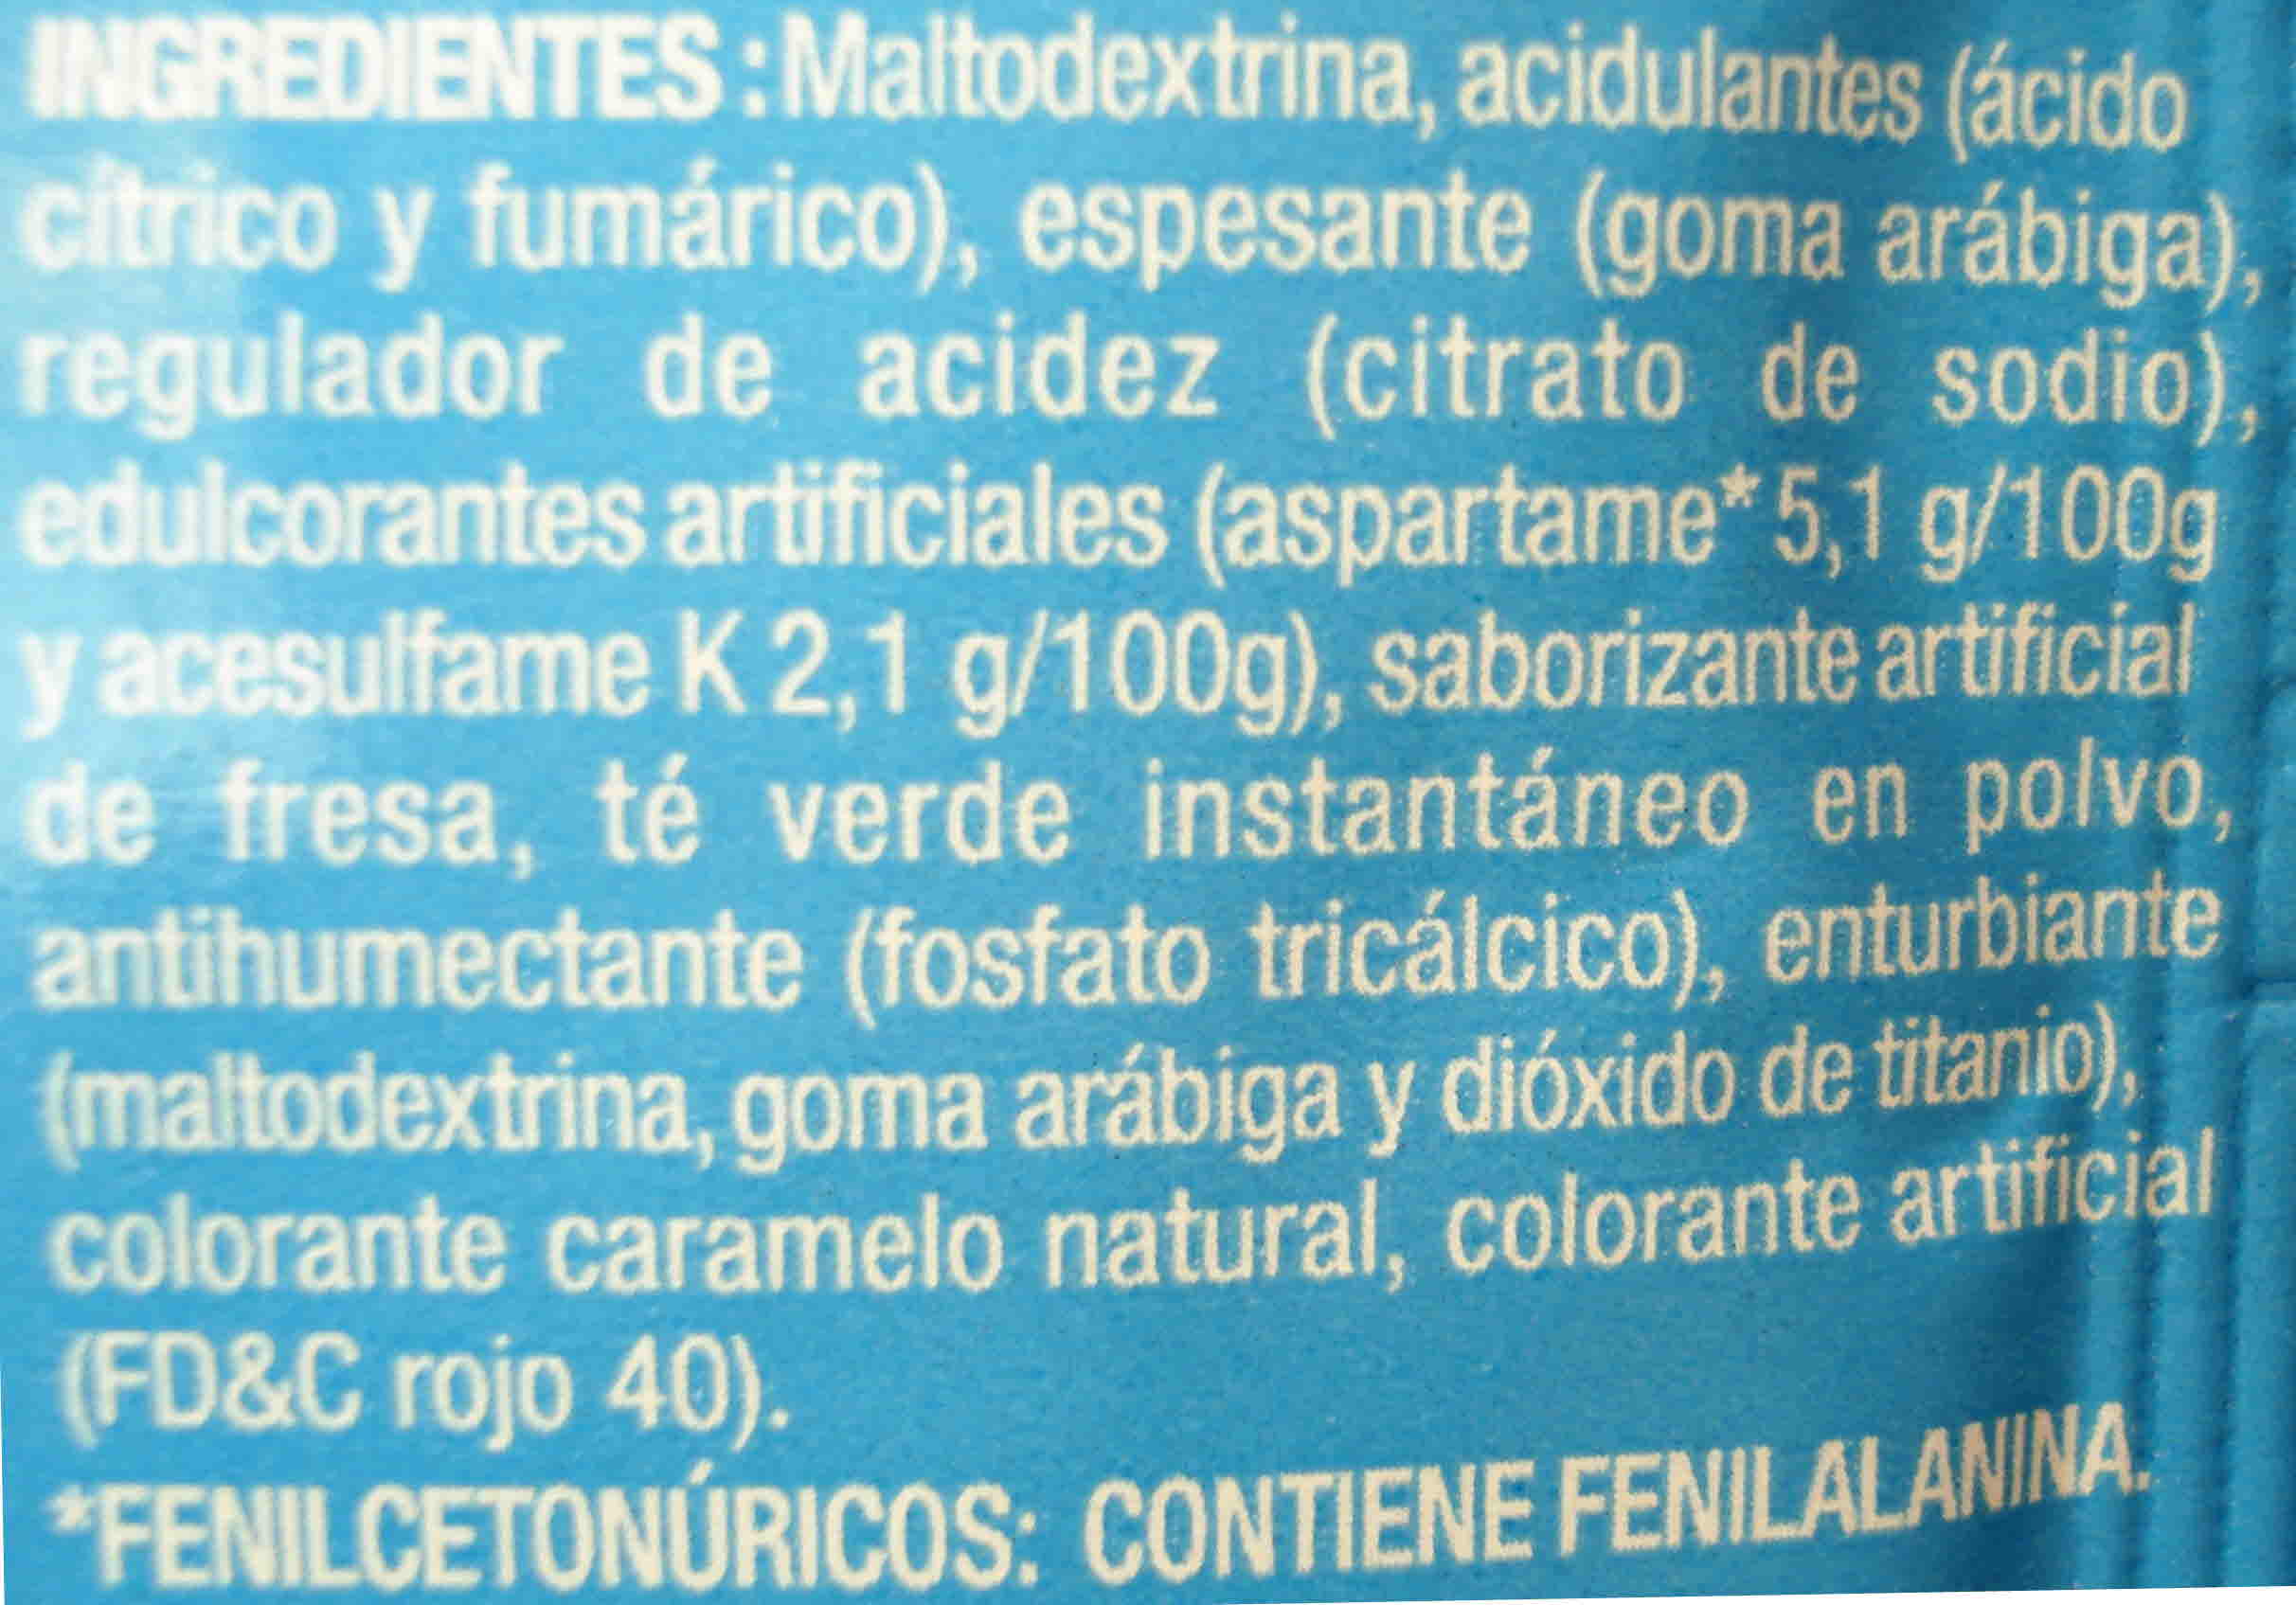 INGREDIENTES : Maltodextrina, acidulantes (ácido
cítrico y fumárico), espesante (goma arábiga),
regulador de acidez (citrato de sodio),
edulcorantes artificiales (aspartame* 5,1 g/100g
y acesulfame K 2,1 g/100g), saborizante artificial
de fresa, té verde instantáneo en polvo,
antihumectante (fosfato tricálcico), enturbiante
(maltodextrina, goma arábiga y dióxido de titanio),
colorante caramelo natural, colorante artificial
(FD&C rojo 40).
*FENILCETONÚRICOS: CONTIENE FENILALANINA.